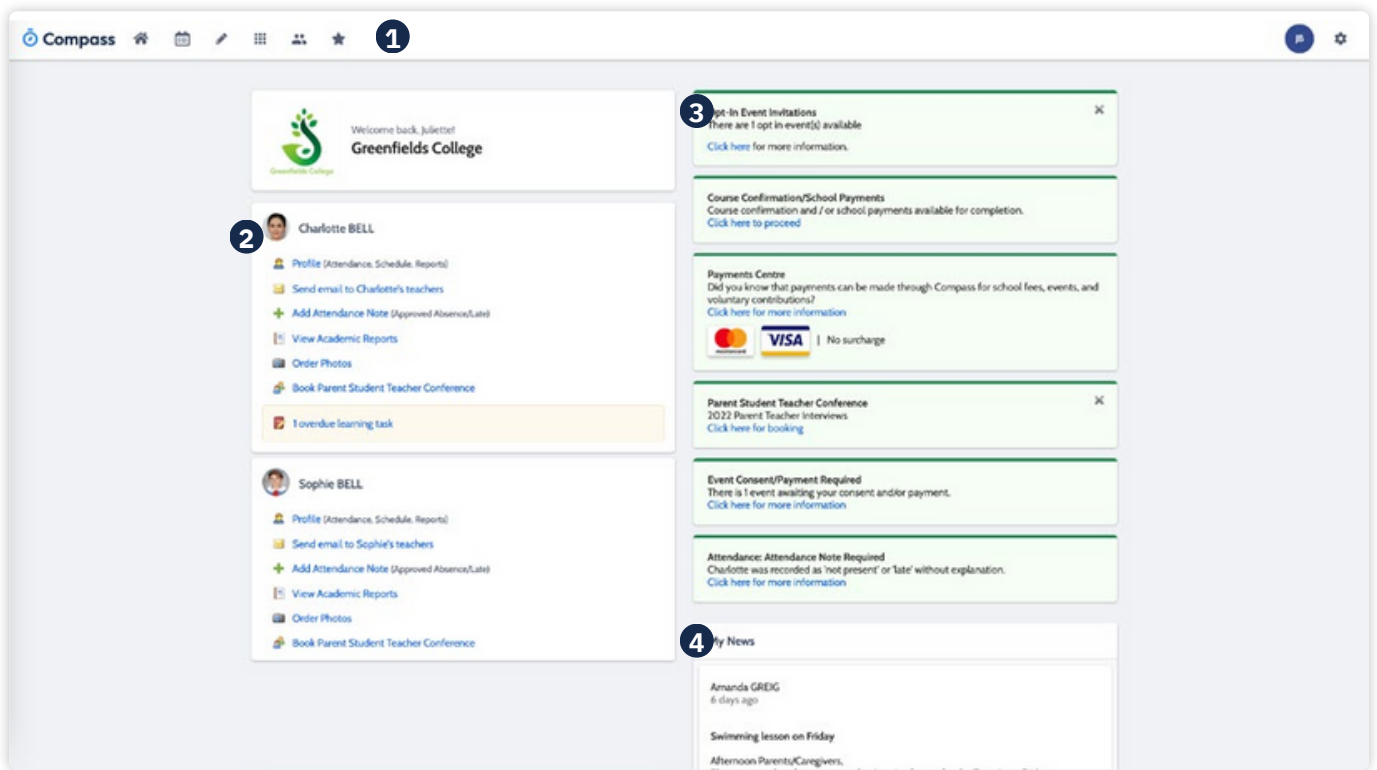 Compass
1
Welcome back, Juliette!
Greenfields College
Greenfields College
2
Charlotte BELL
Profile (Attendance, Schedule, Reports)
Send email to Charlotte's teachers
Add Attendance Note (Approved Absence/Late)
View Academic Reports
Order Photos
Book Parent Student Teacher Conference
1 overdue learning task
Sophie BELL
Profile (Attendance, Schedule, Reports)
Send email to Sophie's teachers
Add Attendance Note (Approved Absence/Late)
View Academic Reports
Order Photos
Book Parent Student Teacher Conference
3
pt-In Event Invitations
There are 1 opt in event(s) available
Click here for more information.
Course Confirmation/School Payments
Course confirmation and / or school payments available for completion.
Click here to proceed
Payments Centre
Did you know that payments can be made through Compass for school fees, events, and
voluntary contributions?
Click here for more information
mastercard VISA | No surcharge
Parent Student Teacher Conference
2022 Parent Teacher Interviews
Click here for booking
Event Consent/Payment Required
There is 1 event awaiting your consent and/or payment.
Click here for more information
Attendance: Attendance Note Required
Charlotte was recorded as 'not present' or 'late' without explanation.
Click here for more information
4
y News
Amanda GREIG
6 days ago
Swimming lesson on Friday
Afternoon Parents/Caregivers,